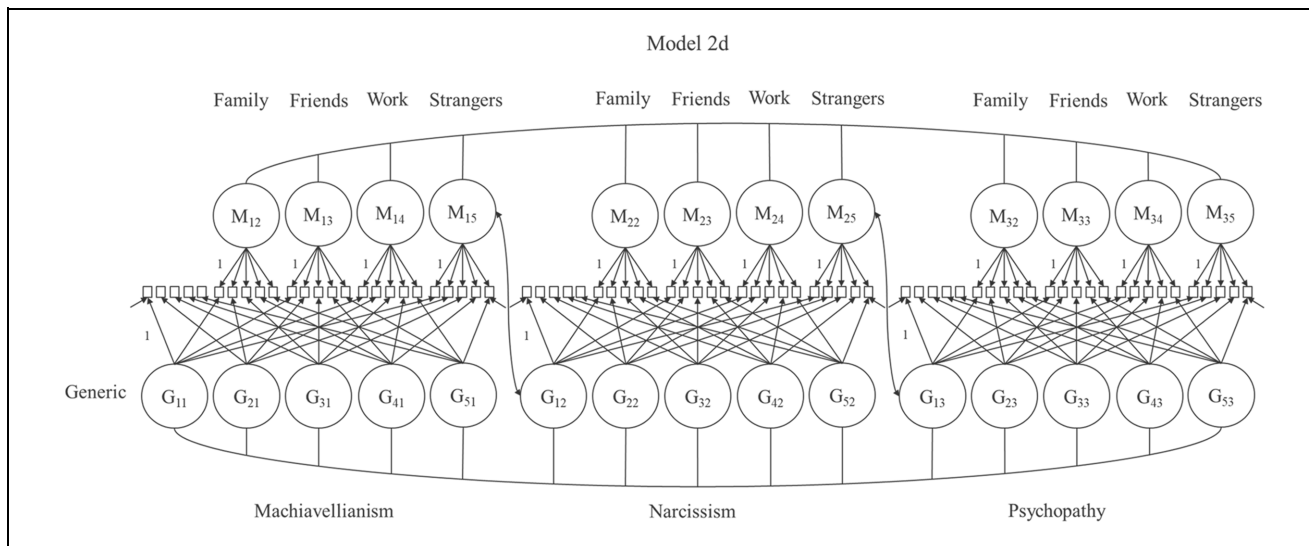 Model 2d
Family Friends Work Strangers Family Friends Work Strangers Family Friends Work Strangers
M₁₂ M₁₃ M₁₄ M₁₅ M₂₂ M₂₃ M₂₄ M₂₅ M₃₂ M₃₃ M₃₄ M₃₅
1 1 1 1 1 1 1 1 1 1 1 1
1 1 1
Generic G₁₁ G₂₁ G₃₁ G₄₁ G₅₁ G₁₂ G₂₂ G₃₂ G₄₂ G₅₂ G₁₃ G₂₃ G₃₃ G₄₃ G₅₃
Machiavellianism Narcissism Psychopathy